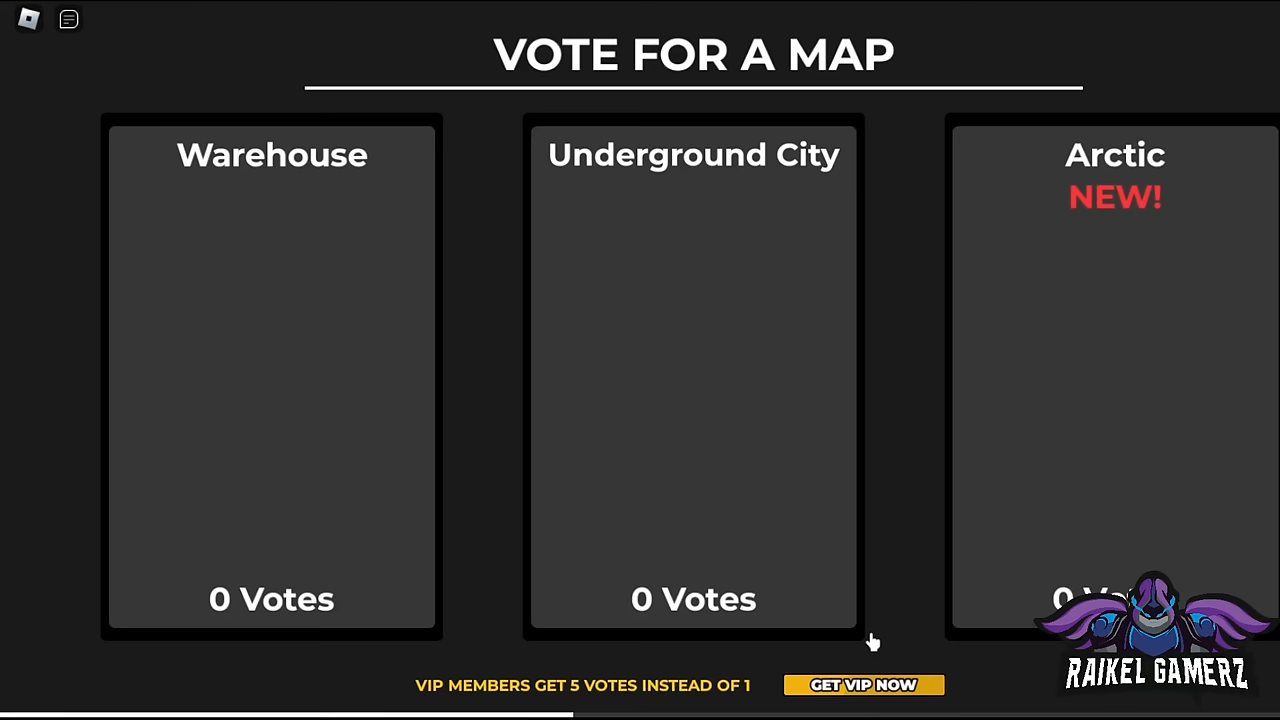 VOTE FOR A MAP
Warehouse
Underground City
Arctic
NEW!
0 Votes
0 Votes
0
VIP MEMBERS GET 5 VOTES INSTEAD OF 1
GET VIP NOW
RAIKEL GAMERZ